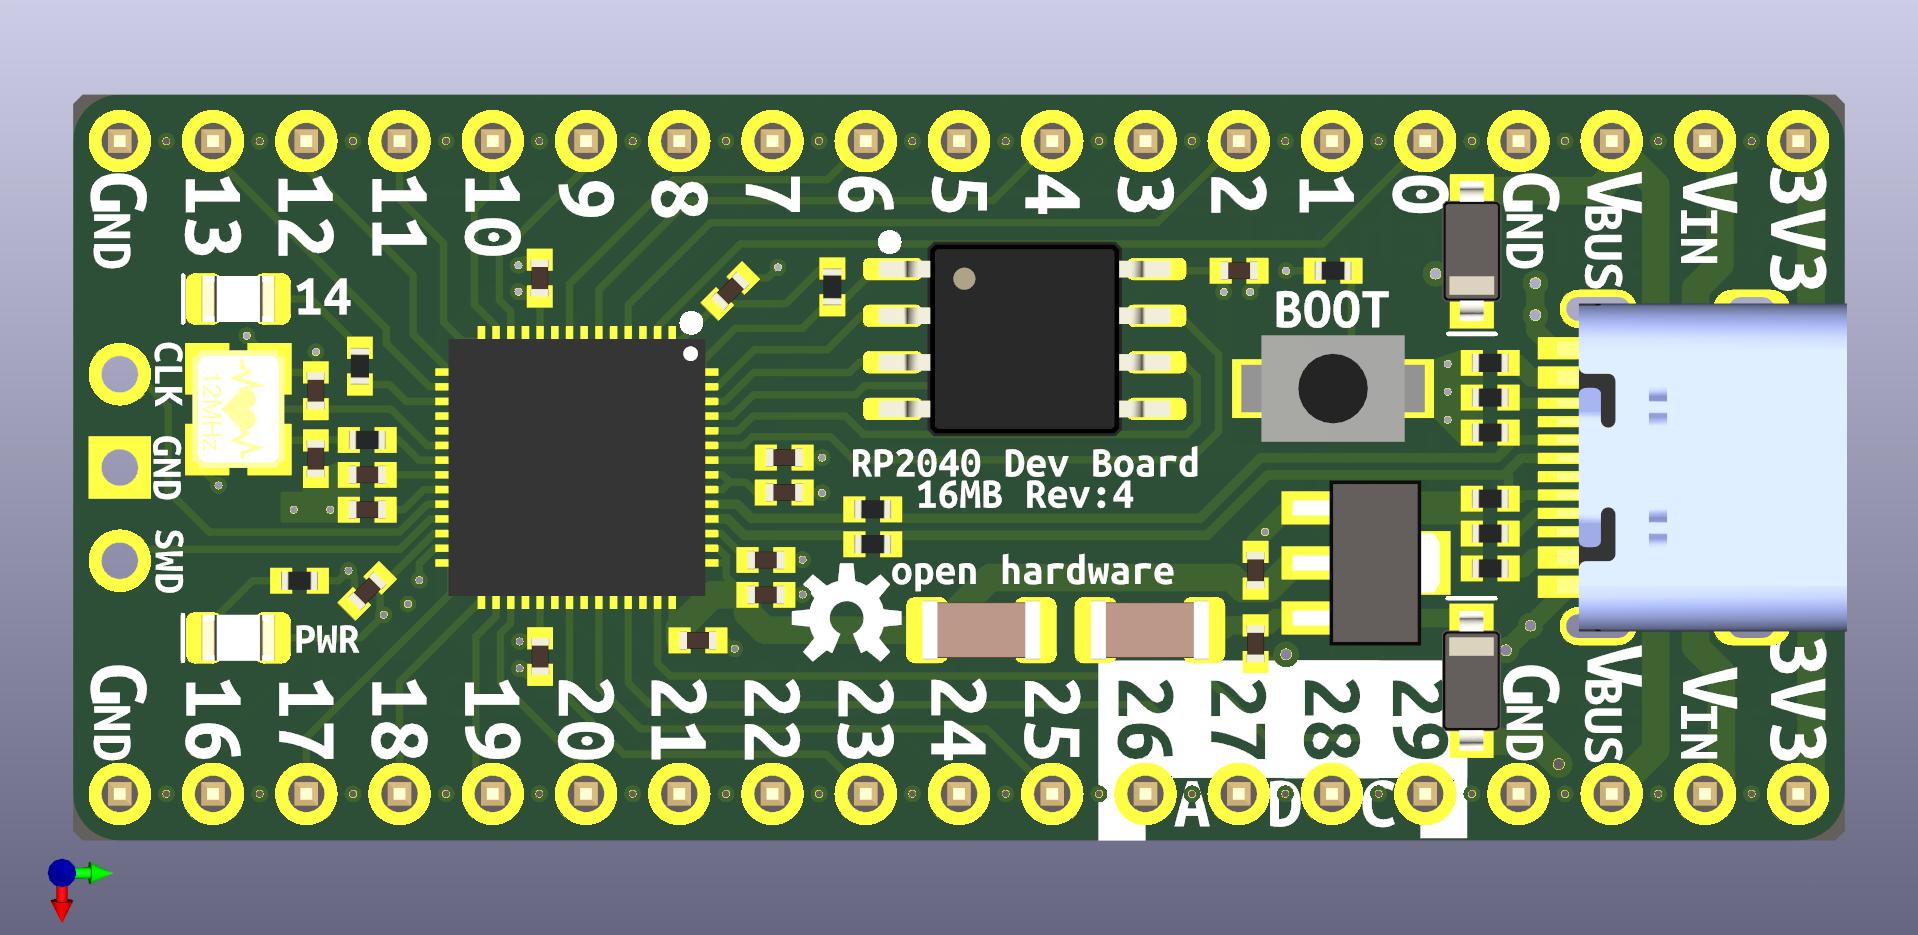 GND
13
12
11
10
9
8
7
6
5
4
3
2
1
0
GND
VBUS
VIN
3V3
14
BOOT
CLK
12MHz
GND
RP2040 Dev Board
16MB Rev:4
SWD
open hardware
PWR
GND
16
17
18
19
20
21
22
23
24
25
26
27
28
29
GND
VBUS
VIN
3V3
A D C